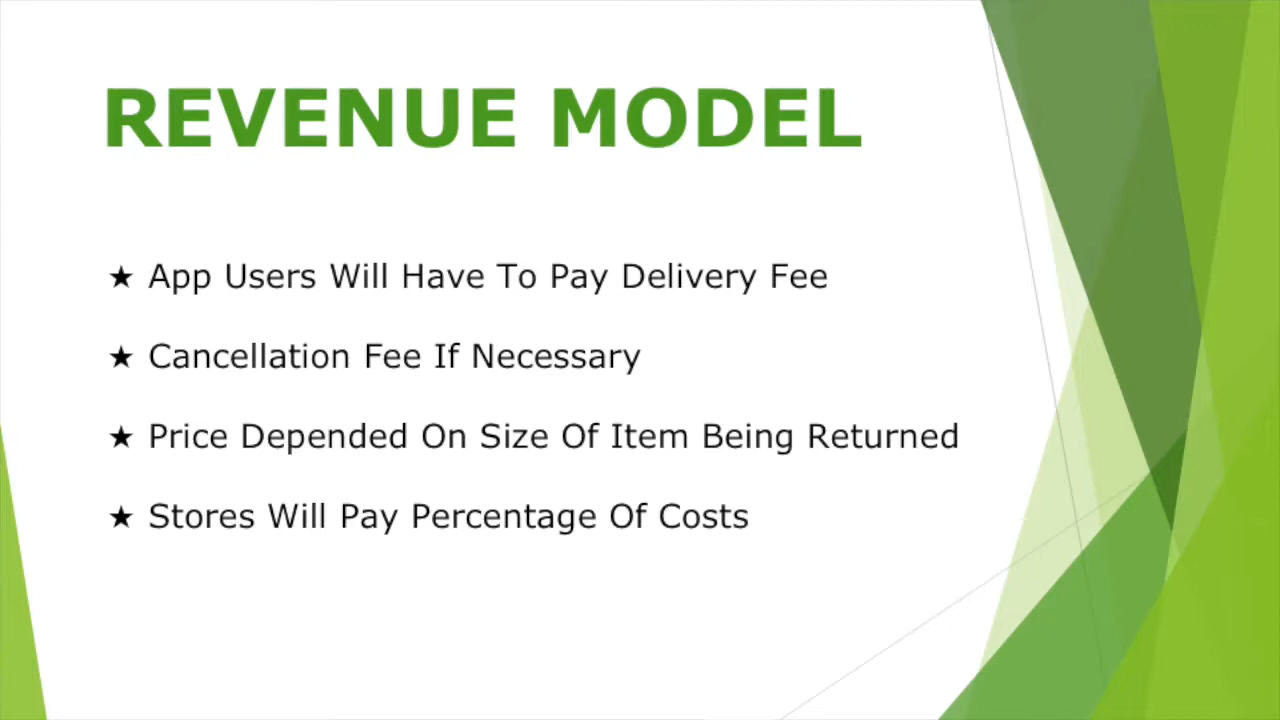 REVENUE MODEL
★ App Users Will Have To Pay Delivery Fee
★ Cancellation Fee If Necessary
★ Price Depended On Size Of Item Being Returned
★ Stores Will Pay Percentage Of Costs